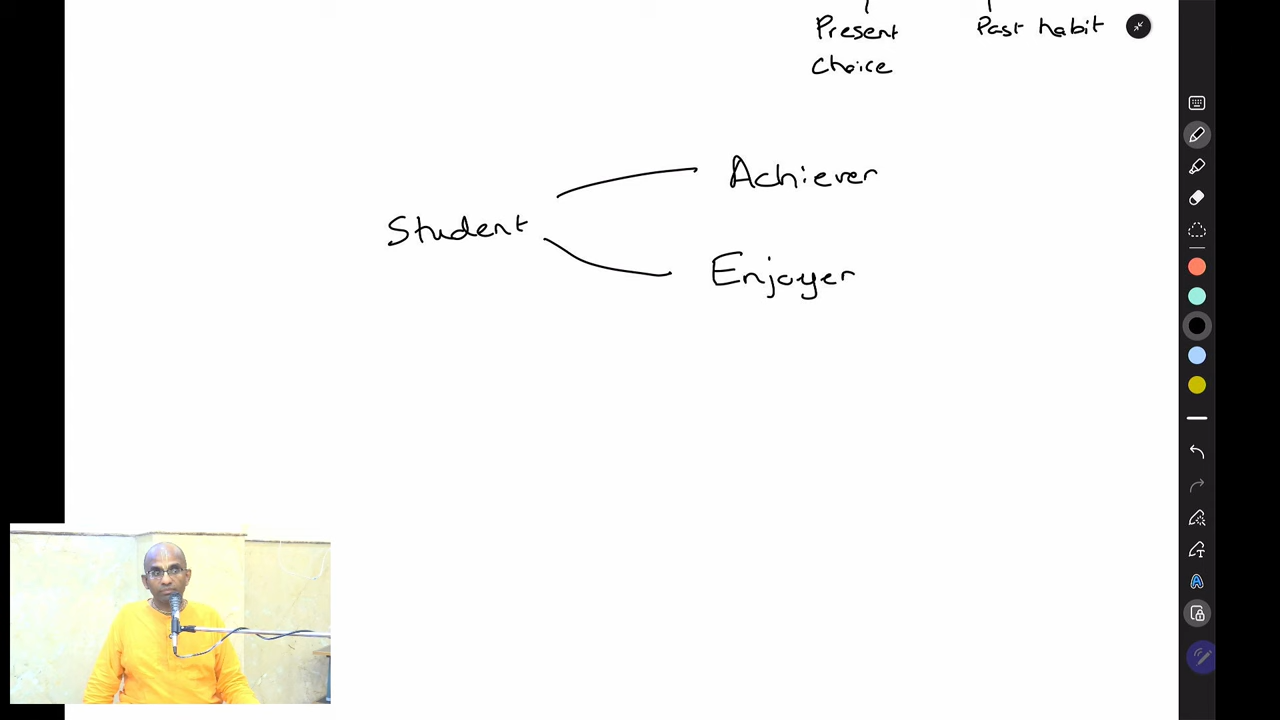 Present Past habit
Choice
Achiever
Student
Enjoyer